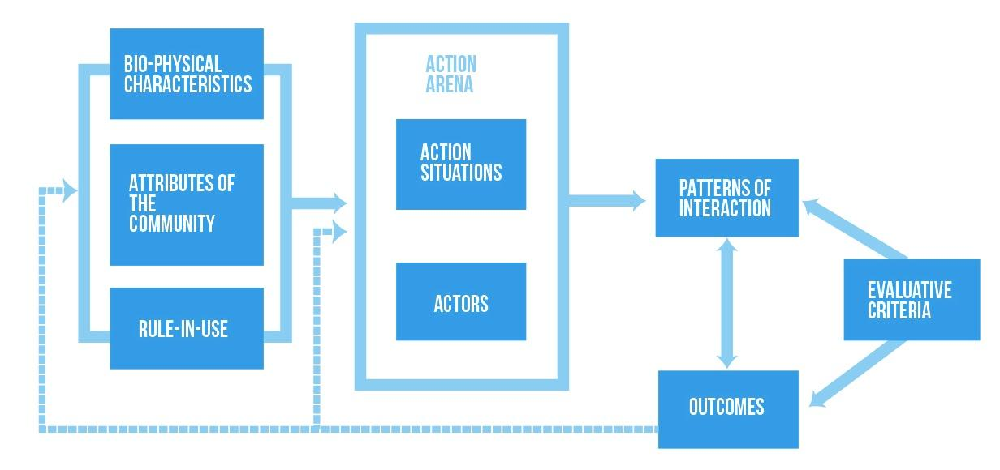 BIO-PHYSICAL
CHARACTERISTICS
ATTRIBUTES OF
THE
COMMUNITY
RULE-IN-USE
ACTION
ARENA
ACTION
SITUATIONS
ACTORS
PATTERNS OF
INTERACTION
EVALUATIVE
CRITERIA
OUTCOMES